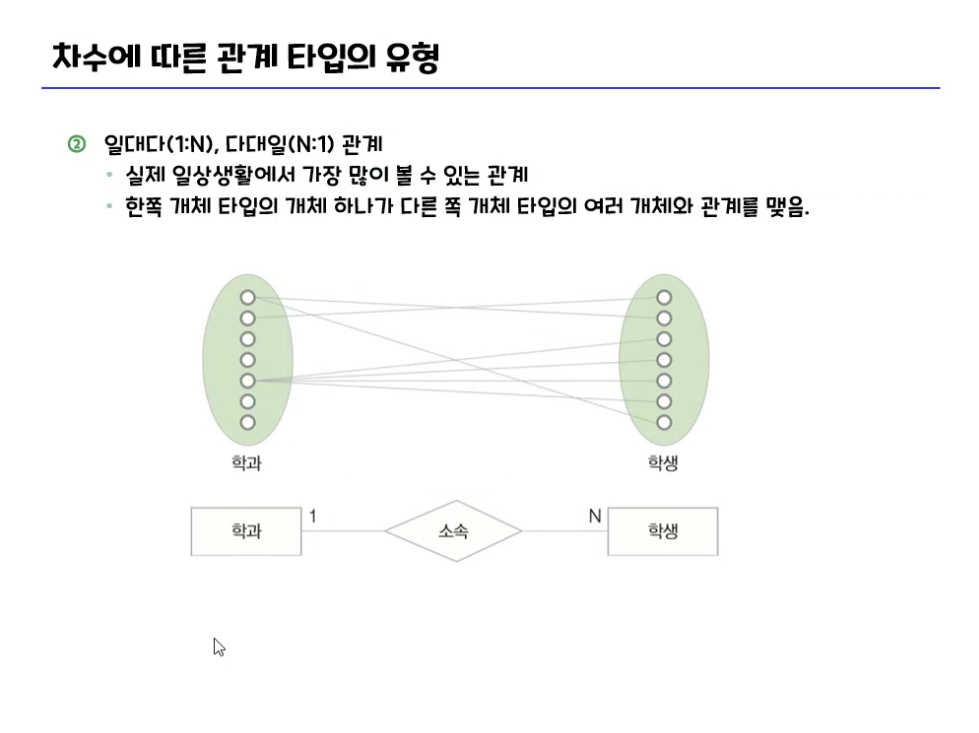 차수에 따른 관계 타입의 유형
② 일대다(1:N), 다대일(N:1) 관계
• 실제 일상생활에서 가장 많이 볼 수 있는 관계
• 한쪽 개체 타입의 개체 하나가 다른 쪽 개체 타입의 여러 개체와 관계를 맺음.
학과 학생
학과 1 소속 N 학생